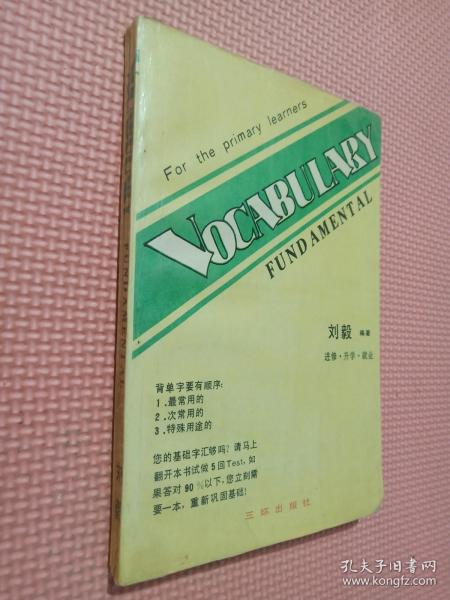 For the primary learners
VOCABULARY
FUNDAMENTAL
刘毅 编著
进修·升学·就业
背单字要有顺序:
1.最常用的
2.次常用的
3.特殊用途的
您的基础字汇够吗?请马上
翻开本书试做5回Test,如
果答对90%以下,您立刻需
要一本,重新巩固基础!
三环出版社
孔夫子旧书网
www.kongfz.com